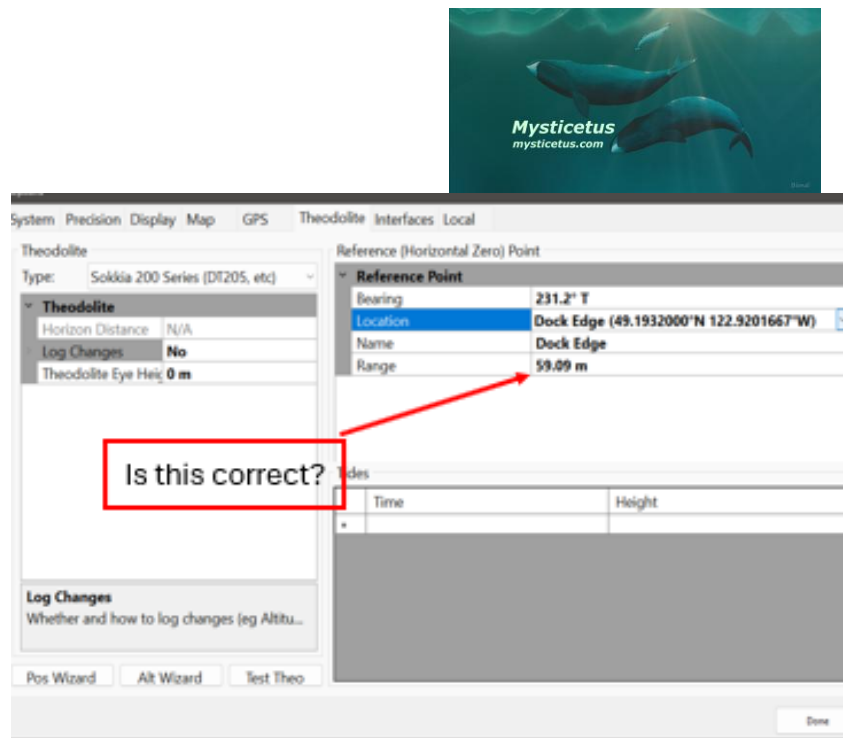 Mysticetus
mysticetus.com
System Precision Display Map GPS Theodolite Interfaces Local
Theodolite
Type: Sokkia 200 Series (DT205, etc)
Theodolite
Horizon Distance N/A
Log Changes No
Theodolite Eye Heig 0 m
Reference (Horizontal Zero) Point
Reference Point
Bearing 231.2° T
Location Dock Edge (49.1932000°N 122.9201667°W)
Name Dock Edge
Range 59.09 m
Is this correct?
Tides
Time Height
Log Changes
Whether and how to log changes (eg Altitu...
Pos Wizard Alt Wizard Test Theo
Done